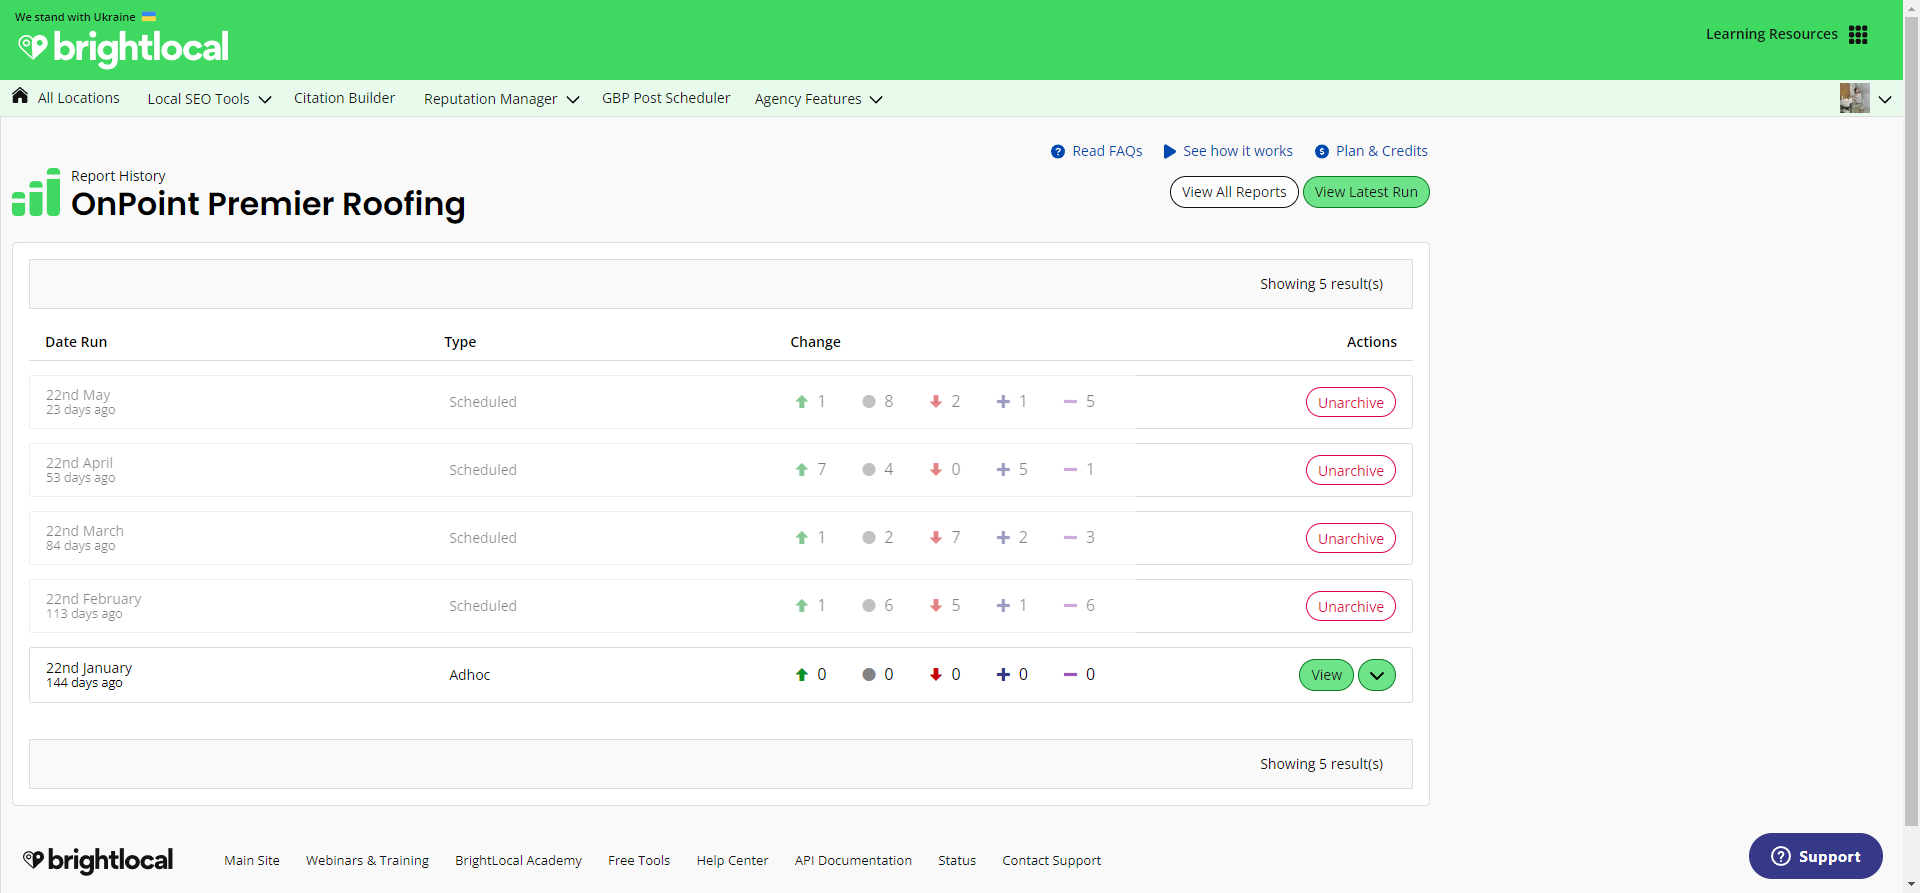 We stand with Ukraine
brightlocal
Learning Resources
All Locations Local SEO Tools Citation Builder Reputation Manager GBP Post Scheduler Agency Features
Read FAQs See how it works Plan & Credits
Report History
OnPoint Premier Roofing
View All Reports View Latest Run
Showing 5 result(s)
Date Run Type Change Actions
22nd May
23 days ago
Scheduled 1 8 2 1 5 Unarchive
22nd April
53 days ago
Scheduled 7 4 0 5 1 Unarchive
22nd March
84 days ago
Scheduled 1 2 7 2 3 Unarchive
22nd February
113 days ago
Scheduled 1 6 5 1 6 Unarchive
22nd January
144 days ago
Adhoc 0 0 0 0 0 View
Showing 5 result(s)
brightlocal
Main Site Webinars & Training BrightLocal Academy Free Tools Help Center API Documentation Status Contact Support
Support